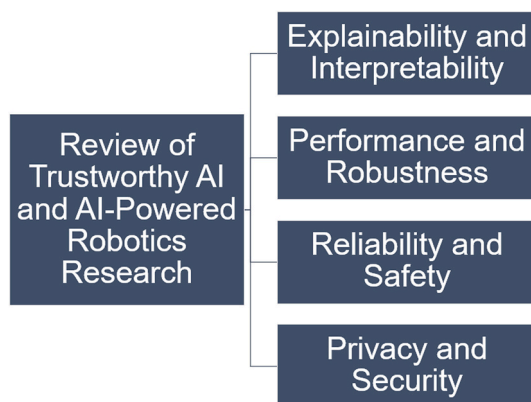 Review of
Trustworthy AI
and AI-Powered
Robotics
Research
Explainability and
Interpretability
Performance and
Robustness
Reliability and
Safety
Privacy and
Security